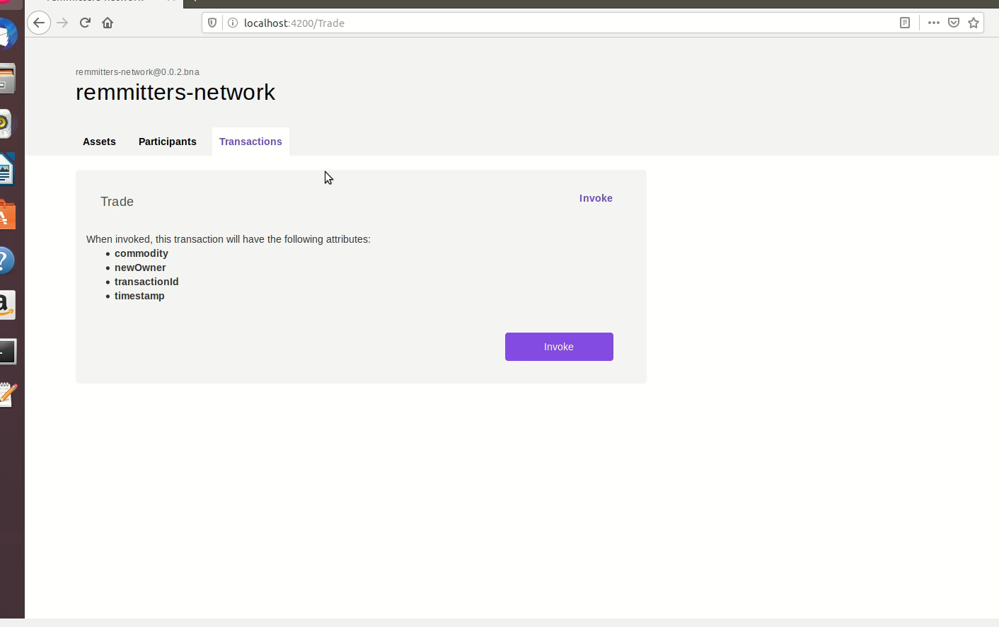 localhost:4200/Trade
remmitters-network@0.0.2.bna
remmitters-network
Assets Participants Transactions
Trade Invoke
When invoked, this transaction will have the following attributes:
• commodity
• newOwner
• transactionId
• timestamp
Invoke